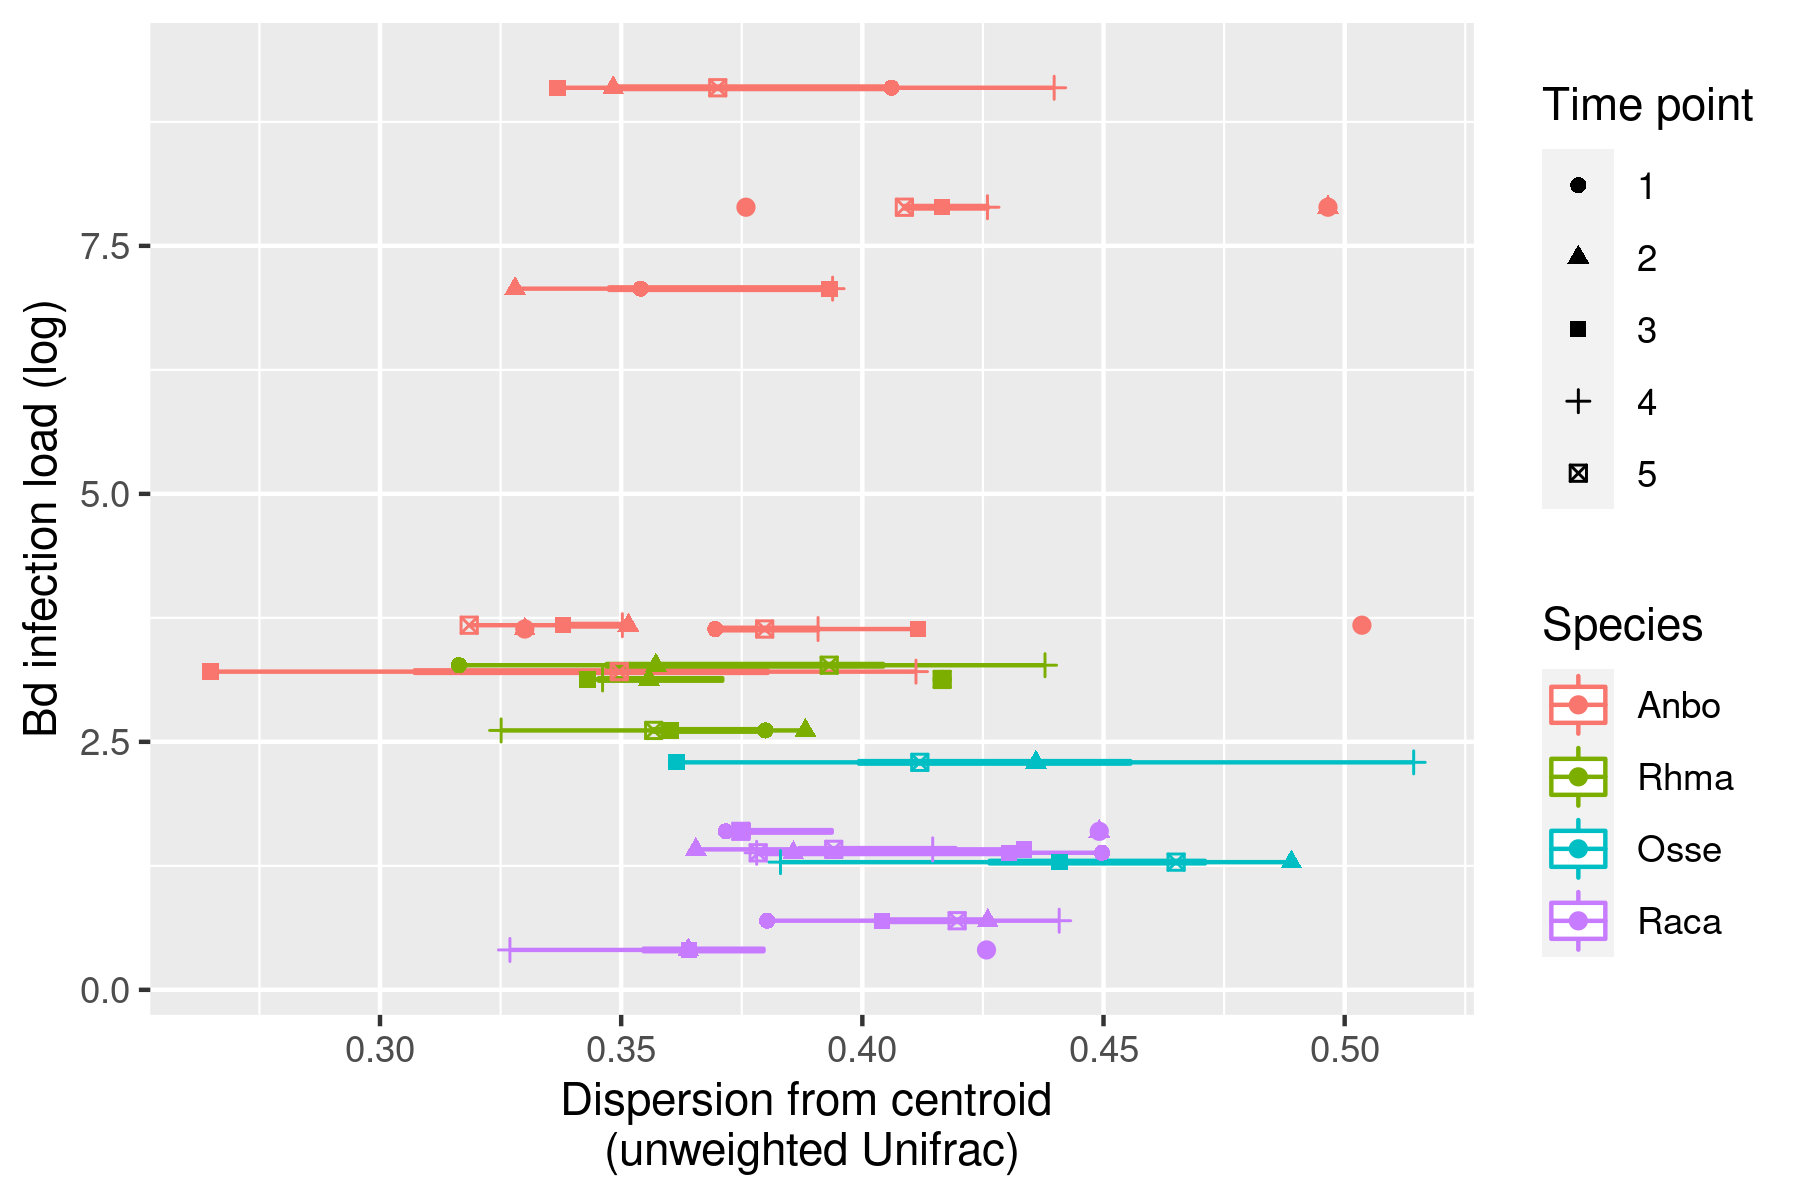 Bd infection load (log)
7.5
5.0
2.5
0.0
0.30 0.35 0.40 0.45 0.50
Dispersion from centroid
(unweighted Unifrac)
Time point
1
2
3
4
5
Species
Anbo
Rhma
Osse
Raca